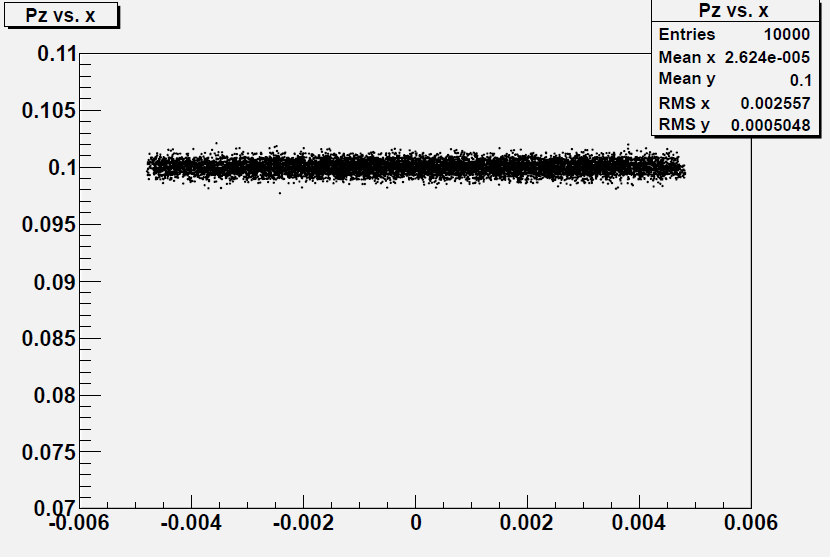 Pz vs. x
Pz vs. x
Entries 10000
Mean x 2.624e-005
Mean y 0.1
RMS x 0.002557
RMS y 0.0005048
0.11
0.105
0.1
0.095
0.09
0.085
0.08
0.075
0.07
-0.006 -0.004 -0.002 0 0.002 0.004 0.006